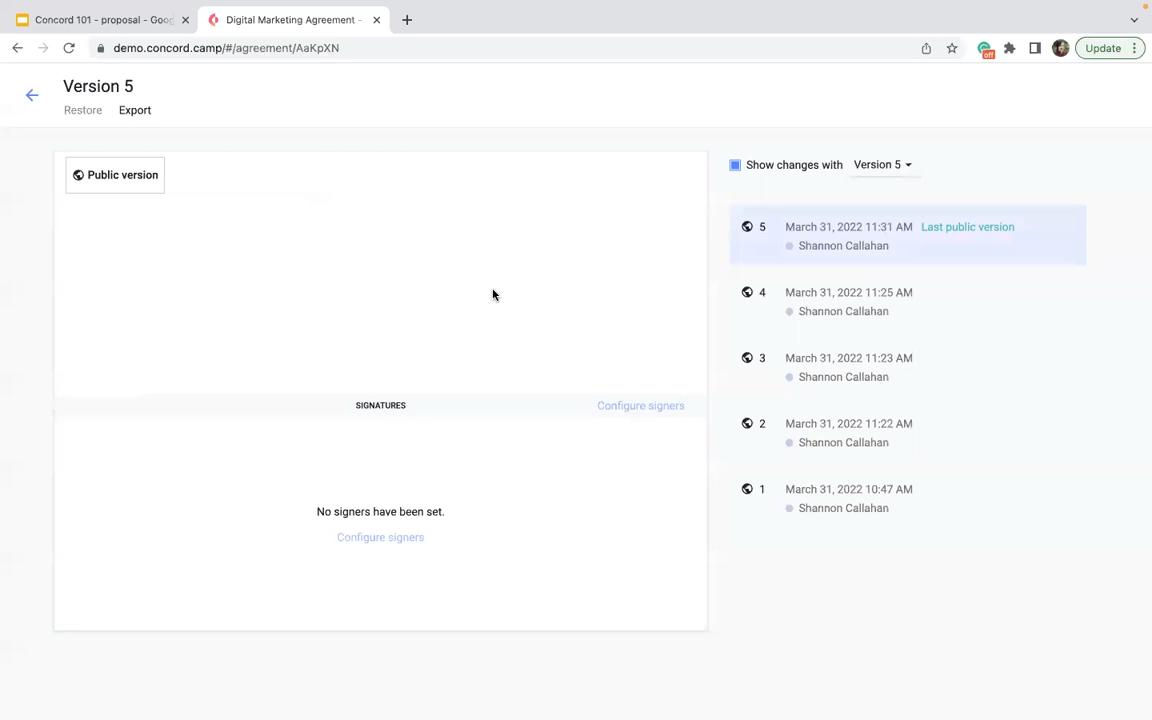 Concord 101 - proposal - Goo
Digital Marketing Agreement -
demo.concord.camp/#/agreement/AaKpXN
off
Update
Version 5
Restore
Export
Public version
Show changes with
Version 5
5 March 31, 2022 11:31 AM Last public version
Shannon Callahan
4 March 31, 2022 11:25 AM
Shannon Callahan
3 March 31, 2022 11:23 AM
Shannon Callahan
2 March 31, 2022 11:22 AM
Shannon Callahan
1 March 31, 2022 10:47 AM
Shannon Callahan
SIGNATURES
Configure signers
No signers have been set.
Configure signers